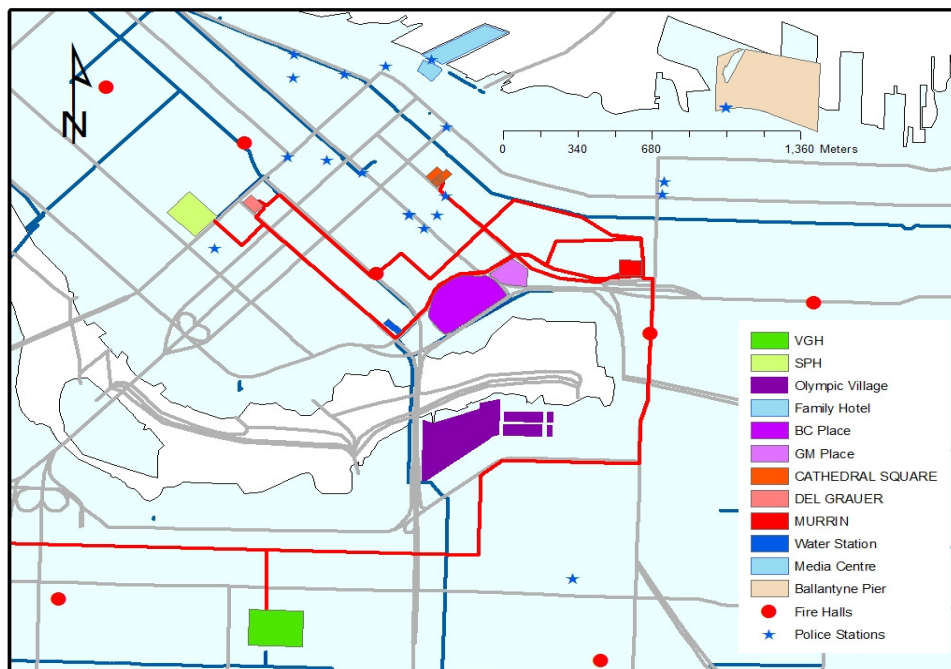 N
0 340 680 1,360 Meters
VGH
SPH
Olympic Village
Family Hotel
BC Place
GM Place
CATHEDRAL SQUARE
DEL GRAUER
MURRIN
Water Station
Media Centre
Ballantyne Pier
Fire Halls
Police Stations